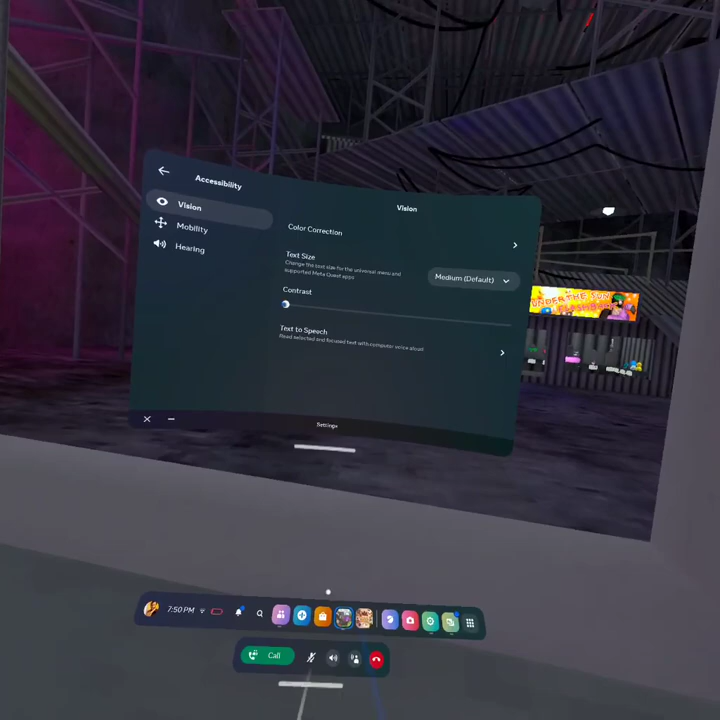 Accessibility
Vision
Mobility
Hearing
Vision
Color Correction
Text Size
Change the text size for the universal menu and
supported Meta Quest apps
Medium (Default)
Contrast
Text to Speech
Read selected and focused text with computer voice aloud
Settings
UNDER THE SUN
7:50 PM
Call